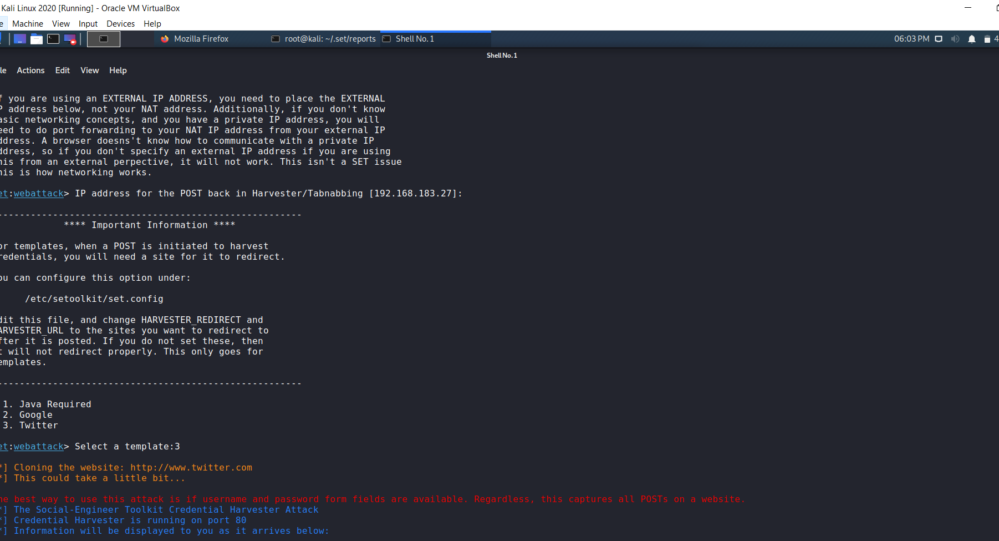 Kali Linux 2020 [Running] - Oracle VM VirtualBox
e Machine View Input Devices Help
Mozilla Firefox root@kali: ~/.set/reports Shell No. 1 06:03 PM 4
Shell No. 1
le Actions Edit View Help
f you are using an EXTERNAL IP ADDRESS, you need to place the EXTERNAL
P address below, not your NAT address. Additionally, if you don't know
asic networking concepts, and you have a private IP address, you will
eed to do port forwarding to your NAT IP address from your external IP
ddress. A browser doesns't know how to communicate with a private IP
ddress, so if you don't specify an external IP address if you are using
his from an external perpective, it will not work. This isn't a SET issue
his is how networking works.
et:webattack> IP address for the POST back in Harvester/Tabnabbing [192.168.183.27]:
-------------------------------------------------------
**** Important Information ****
or templates, when a POST is initiated to harvest
redentials, you will need a site for it to redirect.
ou can configure this option under:
/etc/setoolkit/set.config
dit this file, and change HARVESTER_REDIRECT and
ARVESTER_URL to the sites you want to redirect to
fter it is posted. If you do not set these, then
t will not redirect properly. This only goes for
emplates.
-------------------------------------------------------
1. Java Required
2. Google
3. Twitter
et:webattack> Select a template:3
*] Cloning the website: http://www.twitter.com
*] This could take a little bit...
he best way to use this attack is if username and password form fields are available. Regardless, this captures all POSTs on a website.
*] The Social-Engineer Toolkit Credential Harvester Attack
*] Credential Harvester is running on port 80
*] Information will be displayed to you as it arrives below: